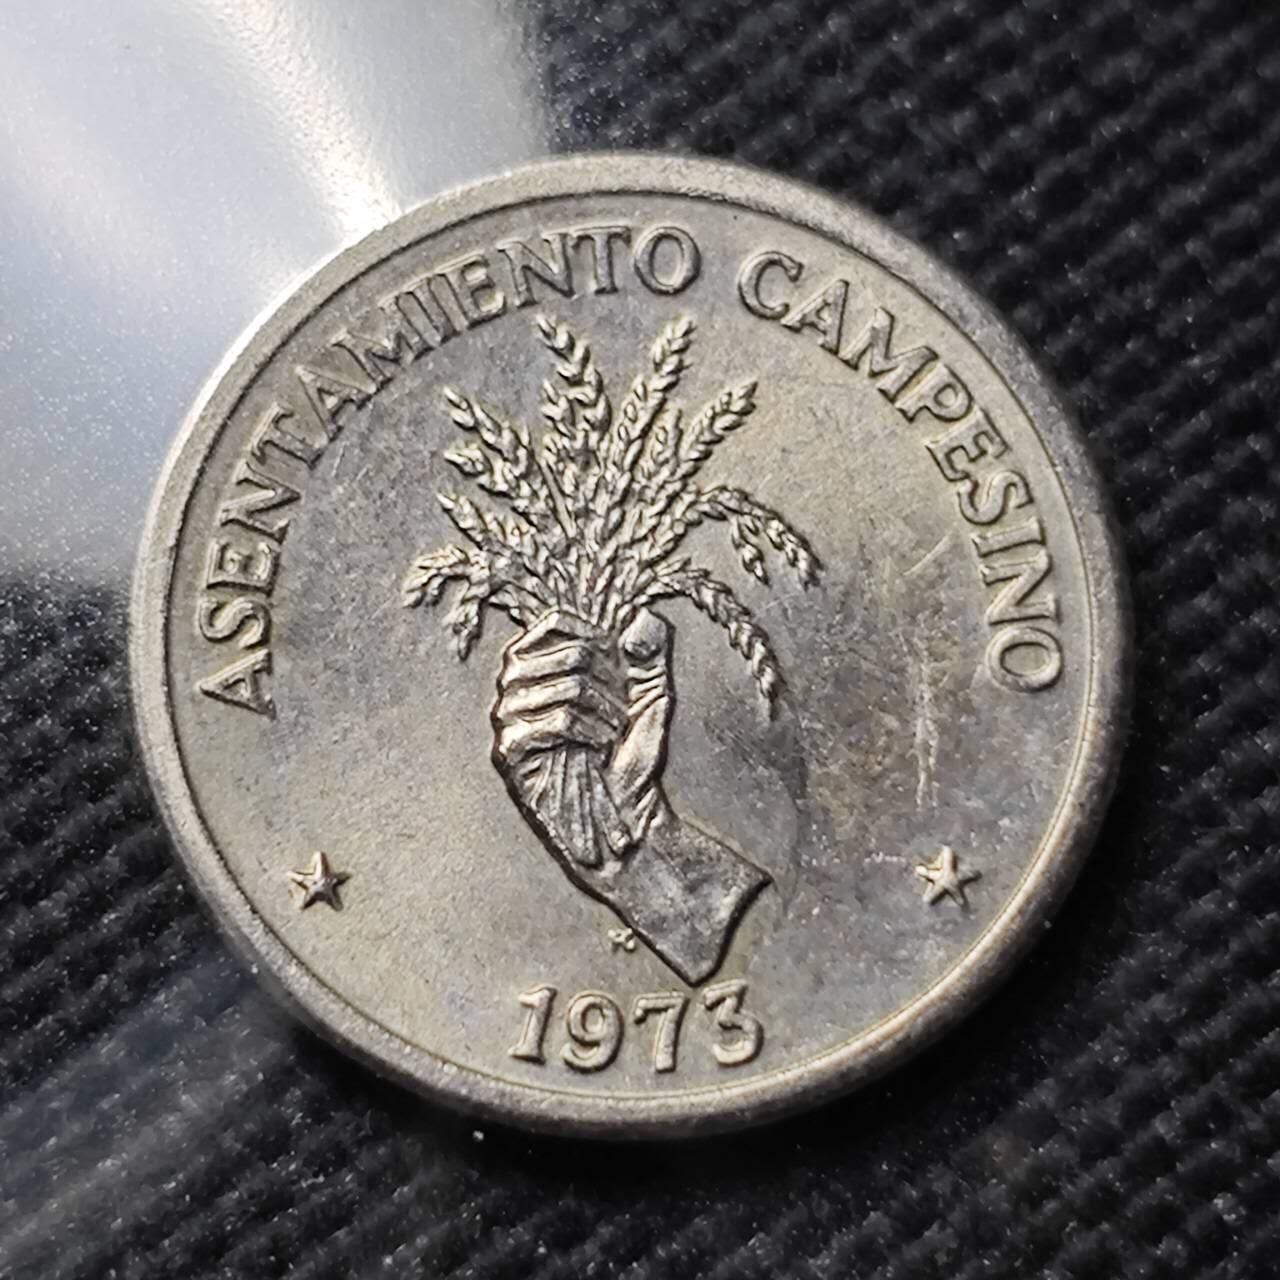 ASENTAMIENTO CAMPESINO
1973